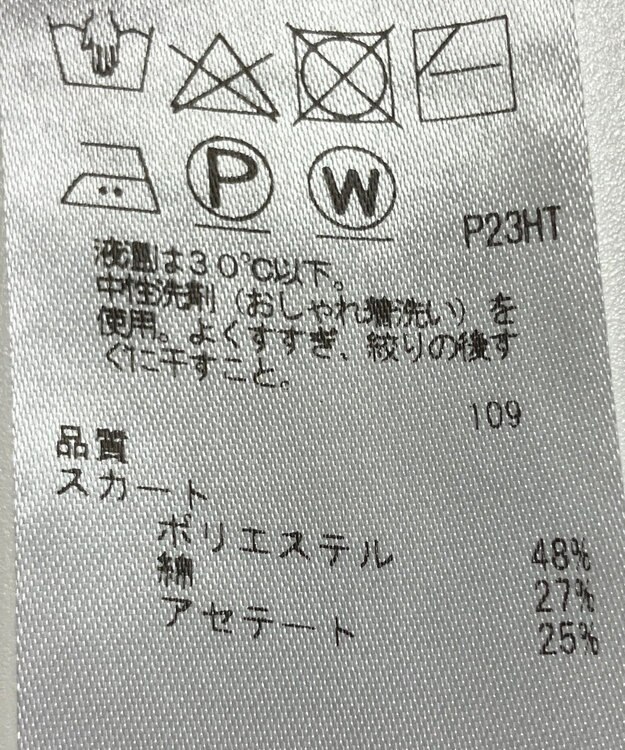 P
W
P23HT
液温は30℃以下。
中性洗剤（おしゃれ着洗い）を
使用。よくすすぎ、絞りの後す
ぐに干すこと。
109
品質
スカート
ポリエステル 48%
綿 27%
アセテート 25%